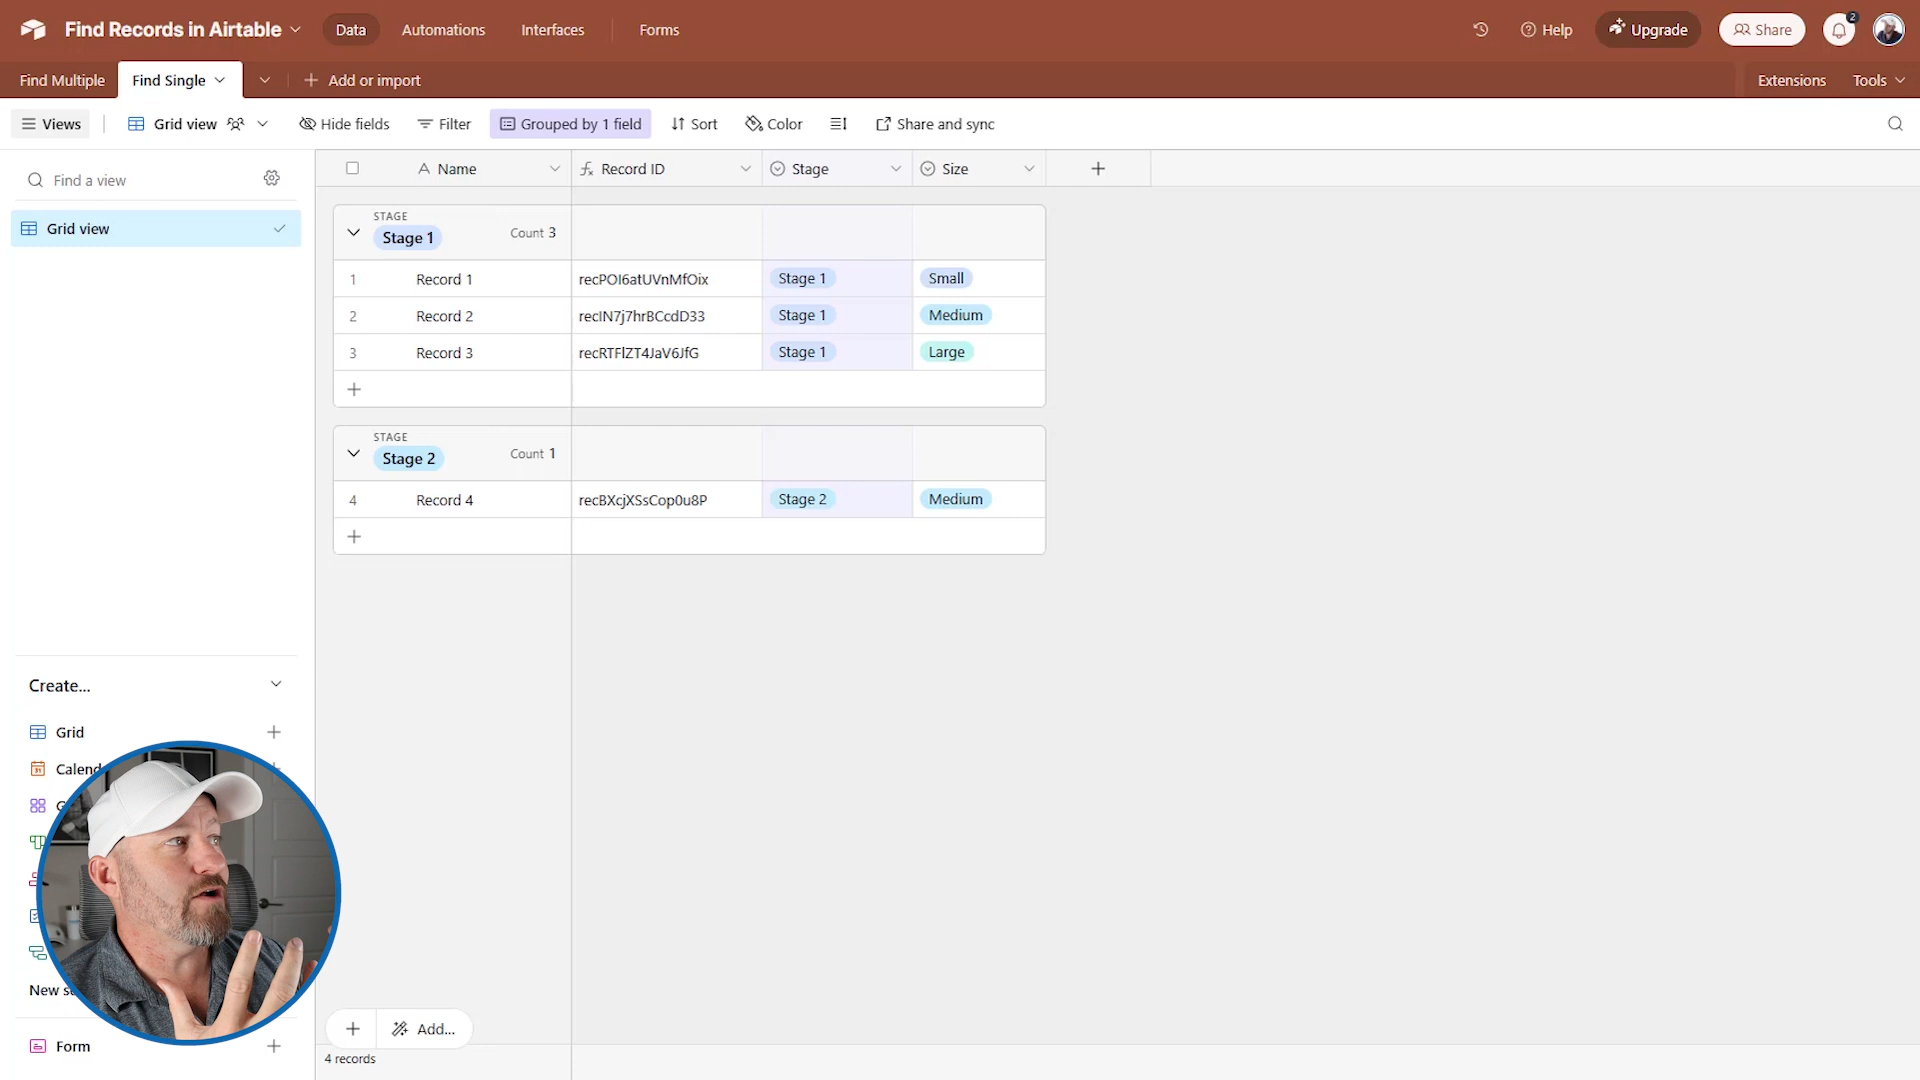 Find Records in Airtable
Data
Automations
Interfaces
Forms
Help
Upgrade
Share
2
Find Multiple
Find Single
Add or import
Extensions
Tools
Views
Grid view
Hide fields
Filter
Grouped by 1 field
Sort
Color
Share and sync
Find a view
Grid view
Name
Record ID
Stage
Size
STAGE
Stage 1
Count 3
1 Record 1 recPOI6atUVnMfOix Stage 1 Small
2 Record 2 recIN7j7hrBCcdD33 Stage 1 Medium
3 Record 3 recRTFlZT4JaV6JfG Stage 1 Large
STAGE
Stage 2
Count 1
4 Record 4 recBXcjXSsCop0u8P Stage 2 Medium
Create...
Grid
Calend
New s
Form
Add...
4 records